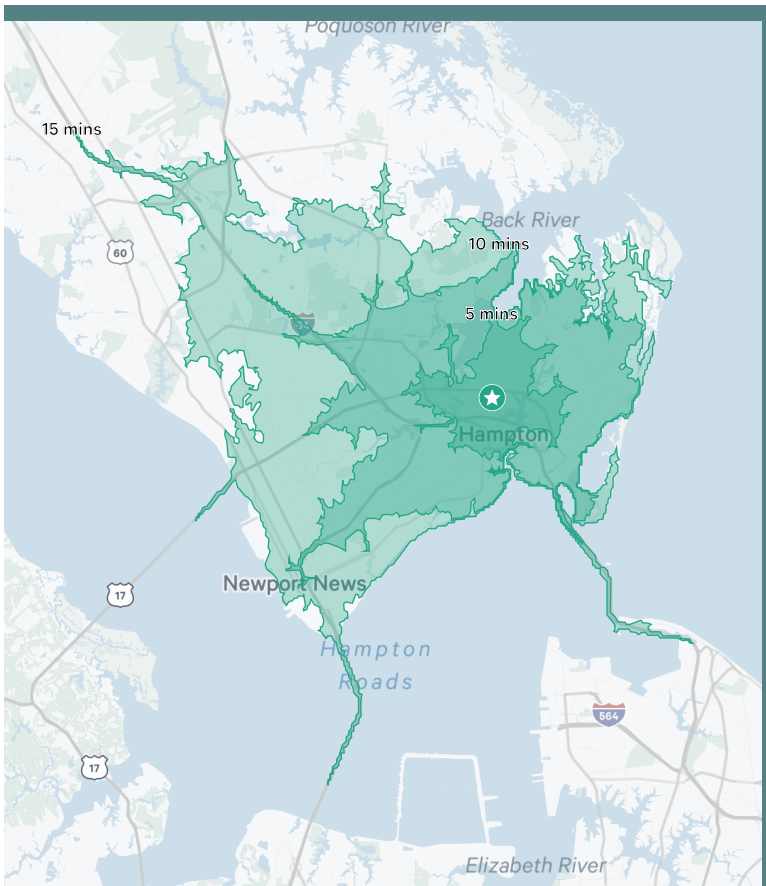 Poquoson River
15 mins
Back River
10 mins
60
5 mins
Hampton
Newport News
17
Hampton
Roads
564
17
Elizabeth River